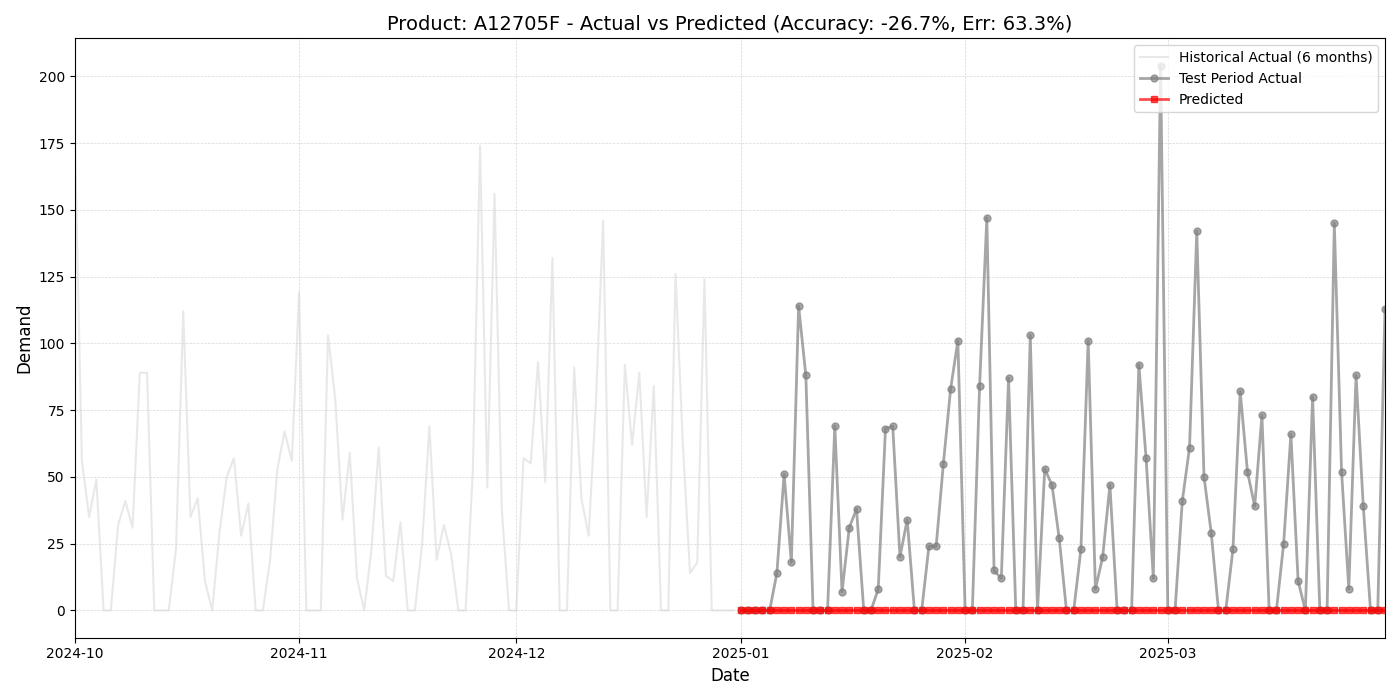 Product: A12705F - Actual vs Predicted (Accuracy: -26.7%, Err: 63.3%)
Historical Actual (6 months)
Test Period Actual
Predicted
200
175
150
125
100
75
50
25
0
Demand
2024-10
2024-11
2024-12
2025-01
2025-02
2025-03
Date